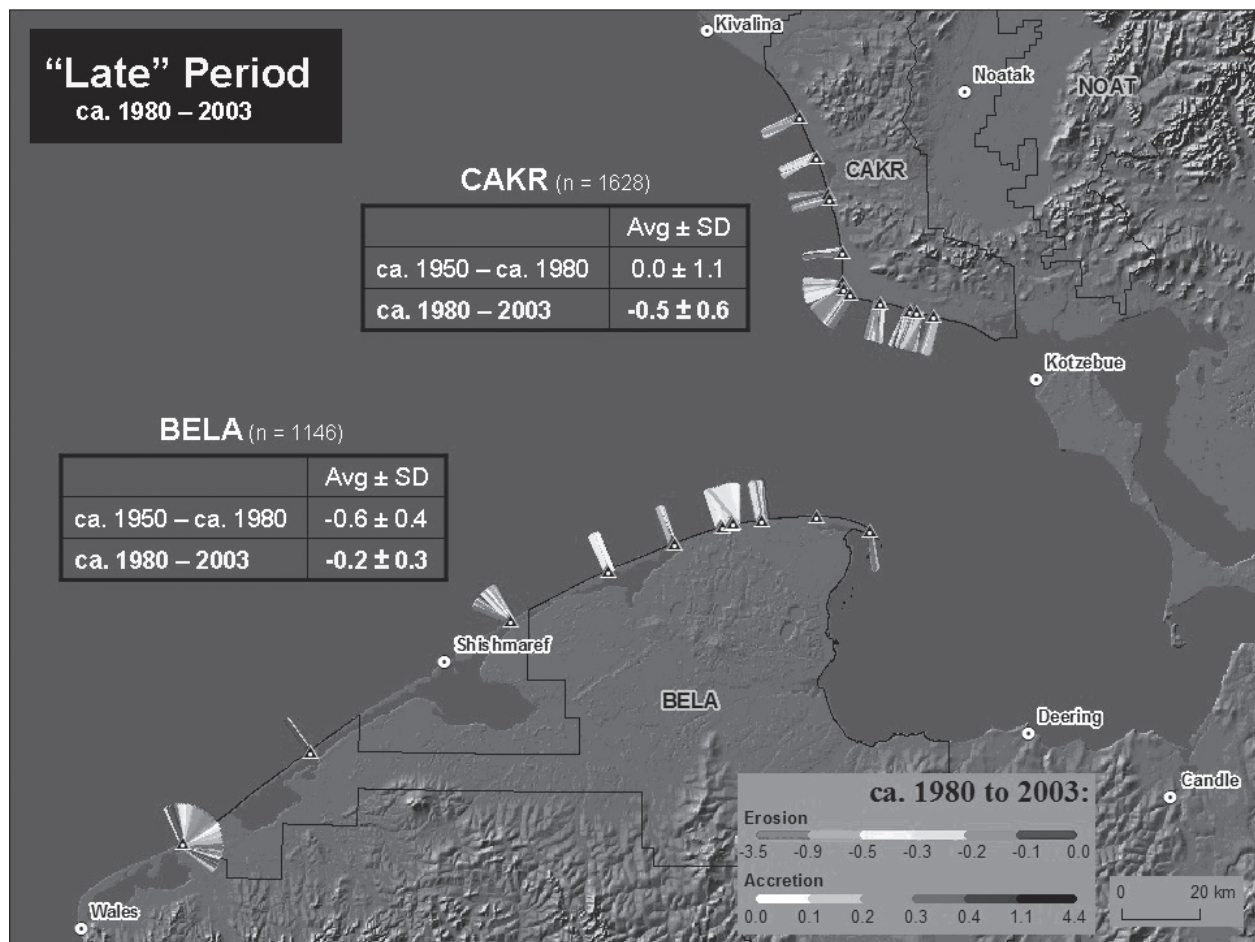 "Late" Period
ca. 1980 – 2003
Kivalina
Noatak
NOAT
CAKR
CAKR (n = 1628)
Avg ± SD
ca. 1950 – ca. 1980 0.0 ± 1.1
ca. 1980 – 2003 -0.5 ± 0.6
Kotzebue
BELA (n = 1146)
Avg ± SD
ca. 1950 – ca. 1980 -0.6 ± 0.4
ca. 1980 – 2003 -0.2 ± 0.3
Shishmaref
BELA
Deering
Candle
Wales
ca. 1980 to 2003:
Erosion
-3.5 -0.9 -0.5 -0.3 -0.2 -0.1 0.0
Accretion
0.0 0.1 0.2 0.3 0.4 1.1 4.4
0 20 km